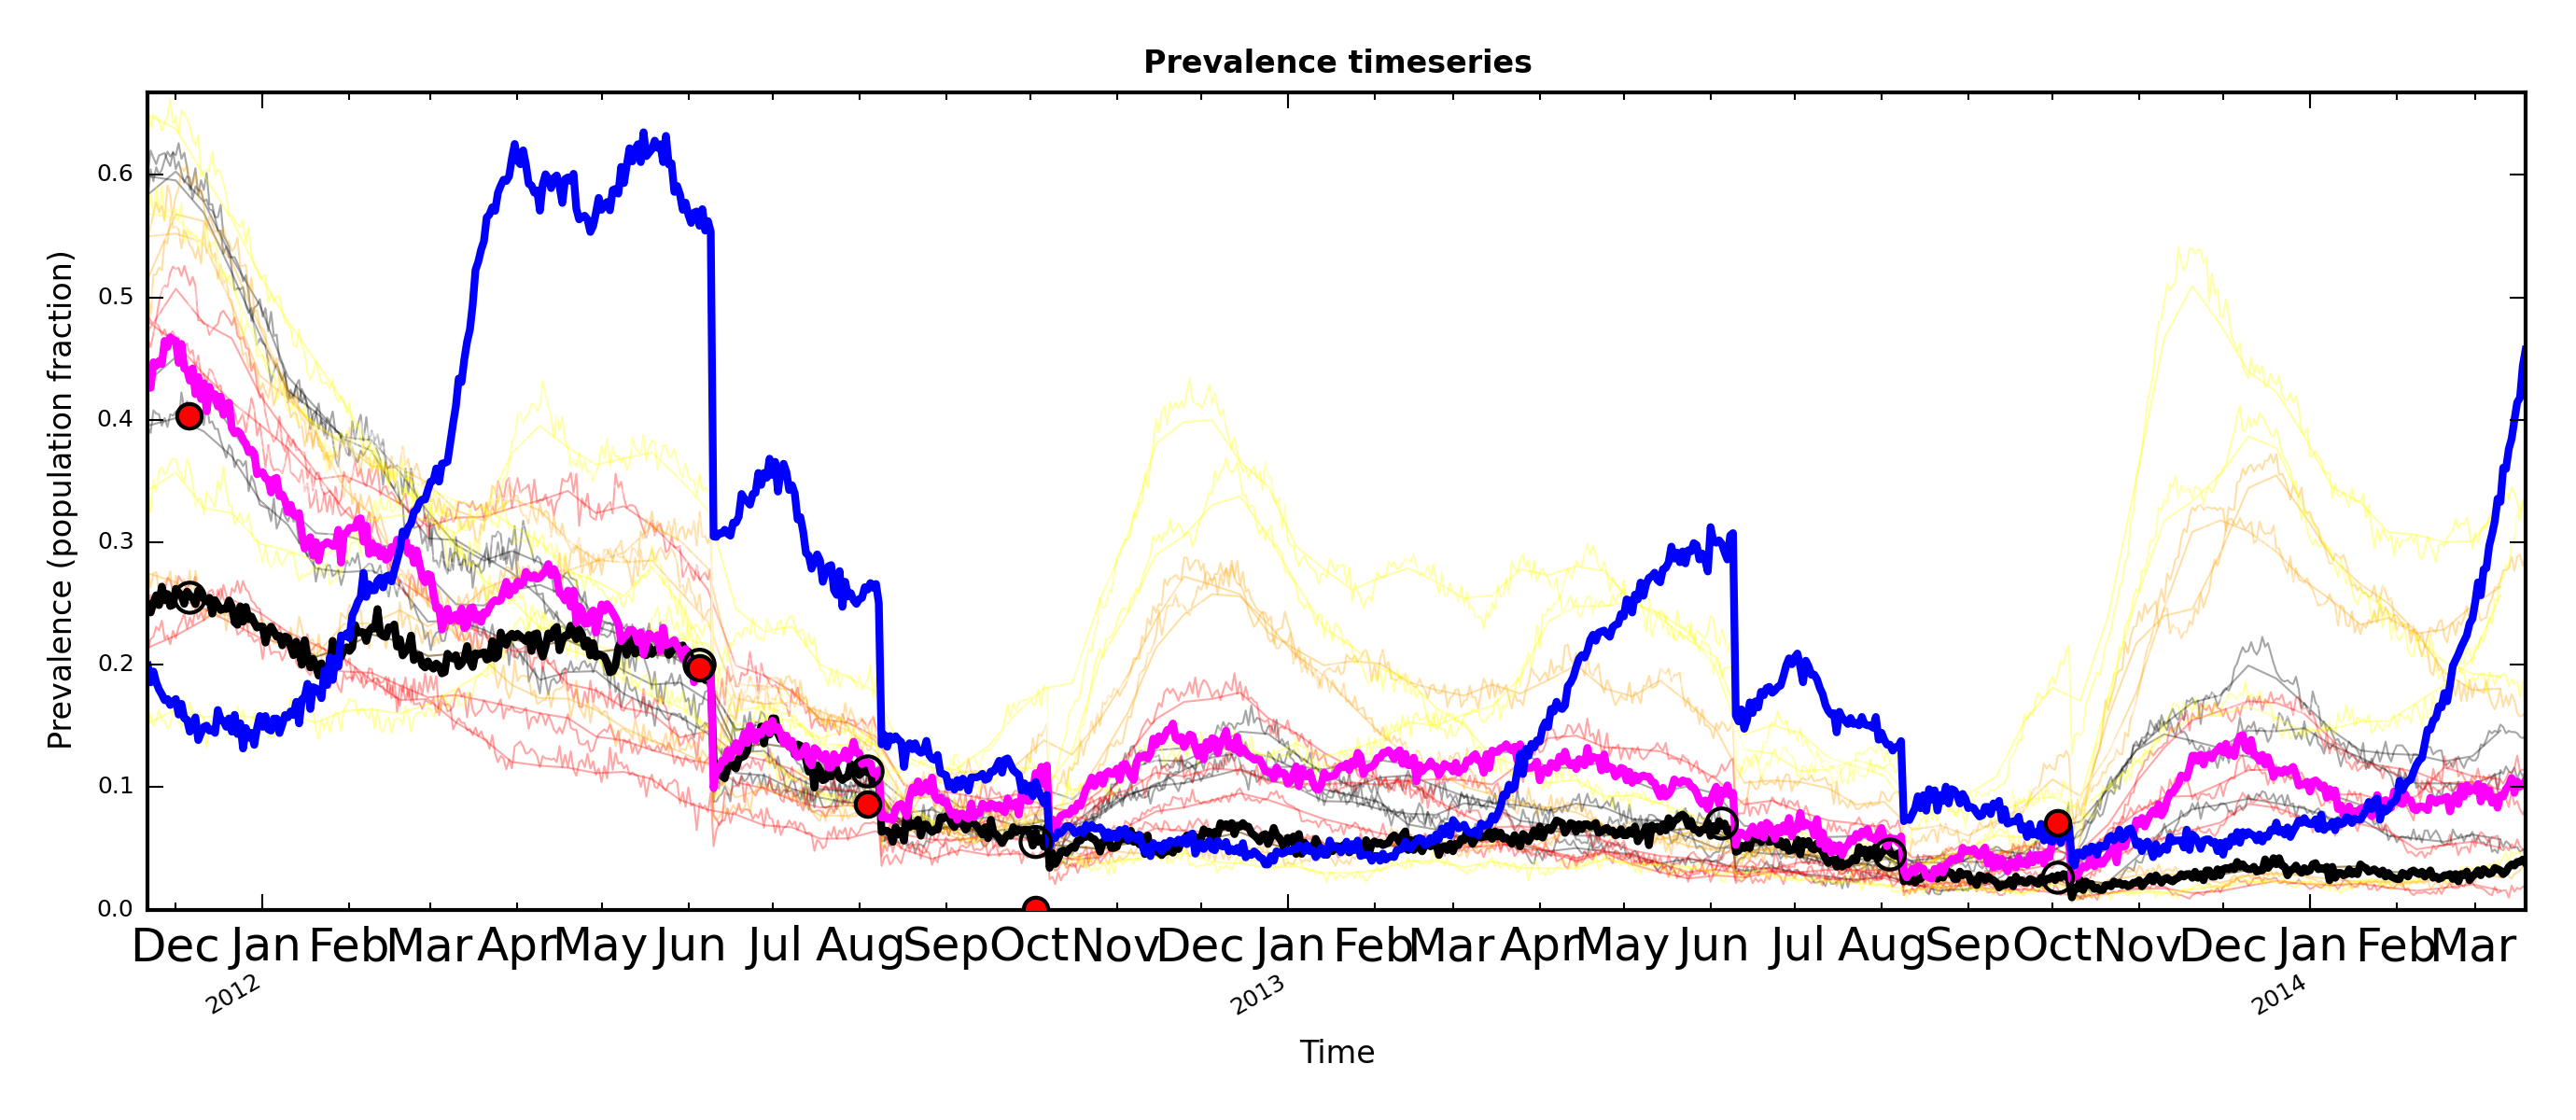 Prevalence timeseries
Prevalence (population fraction)
0.6
0.5
0.4
0.3
0.2
0.1
0.0
Dec Jan Feb Mar Apr May Jun Jul Aug Sep Oct Nov Dec Jan Feb Mar Apr May Jun Jul Aug Sep Oct Nov Dec Jan Feb Mar
2012 2013 2014
Time